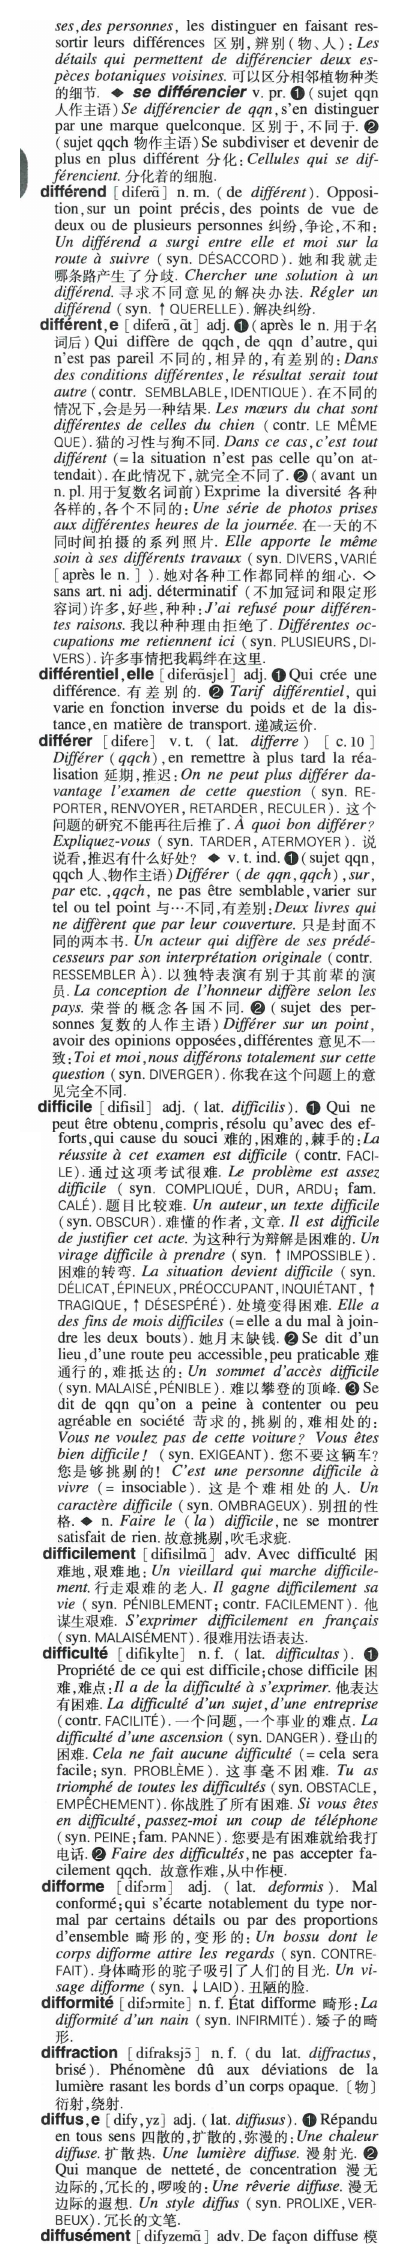 ses, des personnes, les distinguer en faisant res-
sortir leurs différences 区别,辨别(物、人): Les
détails qui permettent de différencier deux es-
pèces botaniques voisines. 可以区分相邻植物种类
的细节. ◆ se différencier v. pr. ❶ (sujet qqn
人作主语) Se différencier de qqn, s'en distinguer
par une marque quelconque. 区别于,不同于. ❷
(sujet qqch 物作主语) Se subdiviser et devenir de
plus en plus différent 分化: Cellules qui se dif-
férencient. 分化着的细胞.
différend [diferɑ̃] n. m. (de différent). Opposi-
tion, sur un point précis, des points de vue de
deux ou de plusieurs personnes 纠纷,争论,不和:
Un différend a surgi entre elle et moi sur la
route à suivre (syn. DÉSACCORD). 她和我就走
哪条路产生了分歧. Chercher une solution à un
différend. 寻求不同意见的解决办法. Régler un
différend (syn. ↑ QUERELLE). 解决纠纷.
différent, e [diferɑ̃, ɑ̃t] adj. ❶ (après le n. 用于名
词后) Qui diffère de qqch, de qqn d'autre, qui
n'est pas pareil 不同的,相异的,有差别的: Dans
des conditions différentes, le résultat serait tout
autre (contr. SEMBLABLE, IDENTIQUE). 在不同的
情况下,会是另一种结果. Les mœurs du chat sont
différentes de celles du chien (contr. LE MÊME
QUE). 猫的习性与狗不同. Dans ce cas, c'est tout
différent (= la situation n'est pas celle qu'on at-
tendait). 在此情况下,就完全不同了. ❷ (avant un
n. pl. 用于复数名词前) Exprime la diversité 各种
各样的,各个不同的: Une série de photos prises
aux différentes heures de la journée. 在一天的不
同时间拍摄的系列照片. Elle apporte le même
soin à ses différents travaux (syn. DIVERS, VARIÉ
[après le n.]). 她对各种工作都同样的细心. ◇
sans art. ni adj. déterminatif (不加冠词和限定形
容词) 许多,好些,种种: J'ai refusé pour différen-
tes raisons. 我以种种理由拒绝了. Différentes oc-
cupations me retiennent ici (syn. PLUSIEURS, DI-
VERS). 许多事情把我羁绊在这里.
différentiel, elle [diferɑ̃sjɛl] adj. ❶ Qui crée une
différence. 有差别的. ❷ Tarif différentiel, qui
varie en fonction inverse du poids et de la dis-
tance, en matière de transport. 递减运价.
différer [difere] v. t. (lat. differre) [c. 10]
Différer (qqch), en remettre à plus tard la réa-
lisation 延期,推迟: On ne peut plus différer da-
vantage l'examen de cette question (syn. RE-
PORTER, RENVOYER, RETARDER, RECULER). 这个
问题的研究不能再往后推了. À quoi bon différer?
Expliquez-vous (syn. TARDER, ATERMOYER). 说
说看,推迟有什么好处? ◆ v. t. ind. ❶ (sujet qqn,
qqch 人、物作主语) Différer (de qqn, qqch), sur,
par etc., qqch, ne pas être semblable, varier sur
tel ou tel point 与…不同,有差别: Deux livres qui
ne diffèrent que par leur couverture. 只是封面不
同的两本书. Un acteur qui diffère de ses prédé-
cesseurs par son interprétation originale (contr.
RESSEMBLER À). 以独特表演有别于其前辈的演
员. La conception de l'honneur diffère selon les
pays. 荣誉的概念各国不同. ❷ (sujet des per-
sonnes 复数的人作主语) Différer sur un point,
avoir des opinions opposées, différentes 意见不一
致: Toi et moi, nous différons totalement sur cette
question (syn. DIVERGER). 你我在这个问题上的意
见完全不同.
difficile [difisil] adj. (lat. difficilis). ❶ Qui ne
peut être obtenu, compris, résolu qu'avec des ef-
forts, qui cause du souci 难的,困难的,棘手的: La
réussite à cet examen est difficile (contr. FACI-
LE). 通过这项考试很难. Le problème est assez
difficile (syn. COMPLIQUÉ, DUR, ARDU; fam.
CALÉ). 题目比较难. Un auteur, un texte difficile
(syn. OBSCUR). 难懂的作者,文章. Il est difficile
de justifier cet acte. 为这种行为辩解是困难的. Un
virage difficile à prendre (syn. ↑ IMPOSSIBLE).
困难的转弯. La situation devient difficile (syn.
DÉLICAT, ÉPINEUX, PRÉOCCUPANT, INQUIÉTANT, ↑
TRAGIQUE, ↑ DÉSESPÉRÉ). 处境变得困难. Elle a
des fins de mois difficiles (= elle a du mal à join-
dre les deux bouts). 她月末缺钱. ❷ Se dit d'un
lieu, d'une route peu accessible, peu praticable 难
通行的,难抵达的: Un sommet d'accès difficile
(syn. MALAISÉ, PÉNIBLE). 难以攀登的顶峰. ❸ Se
dit de qqn qu'on a peine à contenter ou peu
agréable en société 苛求的,挑剔的,难相处的:
Vous ne voulez pas de cette voiture? Vous êtes
bien difficile! (syn. EXIGEANT). 您不要这辆车?
您是够挑剔的! C'est une personne difficile à
vivre (= insociable). 这是个难相处的人. Un
caractère difficile (syn. OMBRAGEUX). 别扭的性
格. ◆ n. Faire le (la) difficile, ne se montrer
satisfait de rien. 故意挑剔,吹毛求疵.
difficilement [difisilmɑ̃] adv. Avec difficulté 困
难地,艰难地: Un vieillard qui marche difficile-
ment. 行走艰难的老人. Il gagne difficilement sa
vie (syn. PÉNIBLEMENT; contr. FACILEMENT). 他
谋生艰难. S'exprimer difficilement en français
(syn. MALAISÉMENT). 很难用法语表达.
difficulté [difikylte] n. f. (lat. difficultas). ❶
Propriété de ce qui est difficile; chose difficile 困
难,难点: Il a de la difficulté à s'exprimer. 他表达
有困难. La difficulté d'un sujet, d'une entreprise
(contr. FACILITÉ). 一个问题,一个事业的难点. La
difficulté d'une ascension (syn. DANGER). 登山的
困难. Cela ne fait aucune difficulté (= cela sera
facile; syn. PROBLÈME). 这事毫不困难. Tu as
triomphé de toutes les difficultés (syn. OBSTACLE,
EMPÊCHEMENT). 你战胜了所有困难. Si vous êtes
en difficulté, passez-moi un coup de téléphone
(syn. PEINE; fam. PANNE). 您要是有困难就给我打
电话. ❷ Faire des difficultés, ne pas accepter fa-
cilement qqch. 故意作难,从中作梗.
difforme [difɔrm] adj. (lat. deformis). Mal
conformé; qui s'écarte notablement du type nor-
mal par certains détails ou par des proportions
d'ensemble 畸形的,变形的: Un bossu dont le
corps difforme attire les regards (syn. CONTRE-
FAIT). 身体畸形的驼子吸引了人们的目光. Un vi-
sage difforme (syn. ↓ LAID). 丑陋的脸.
difformité [difɔrmite] n. f. État difforme 畸形: La
difformité d'un nain (syn. INFIRMITÉ). 矮子的畸
形.
diffraction [difraksjɔ̃] n. f. (du lat. diffractus,
brisé). Phénomène dû aux déviations de la
lumière rasant les bords d'un corps opaque. 〔物〕
衍射,绕射.
diffus, e [dify, yz] adj. (lat. diffusus). ❶ Répandu
en tous sens 四散的,扩散的,弥漫的: Une chaleur
diffuse. 扩散热. Une lumière diffuse. 漫射光. ❷
Qui manque de netteté, de concentration 漫无
边际的,冗长的,啰唆的: Une rêverie diffuse. 漫无
边际的遐想. Un style diffus (syn. PROLIXE, VER-
BEUX). 冗长的文笔.
diffusément [difyzemɑ̃] adv. De façon diffuse 模